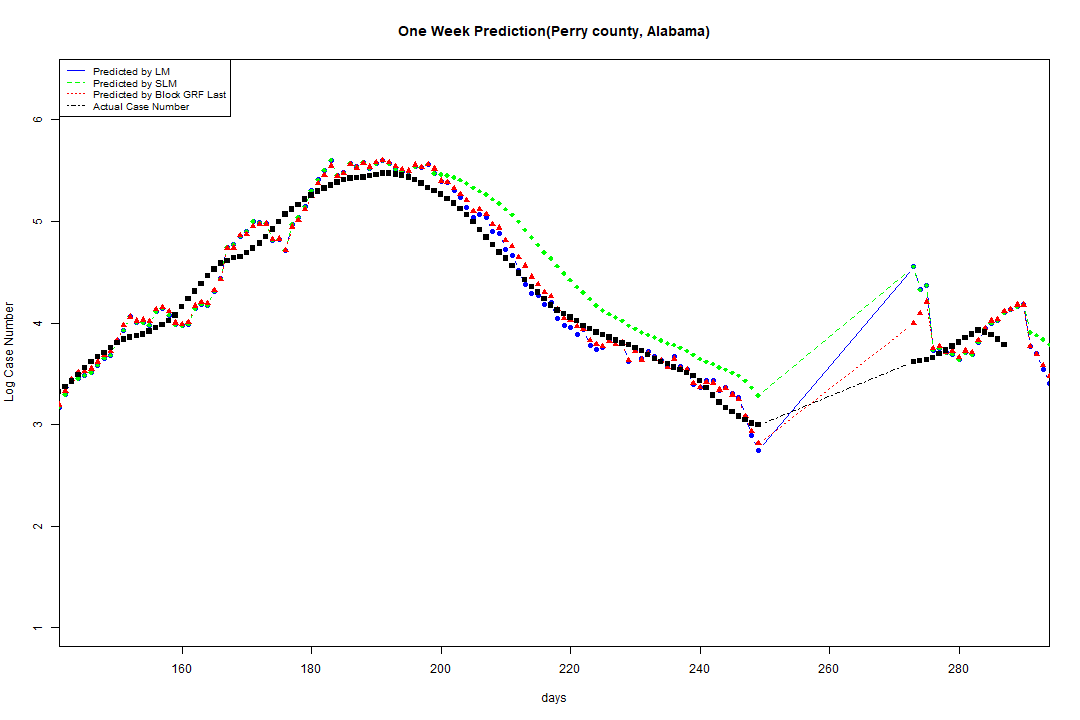 One Week Prediction(Perry county, Alabama)
Predicted by LM
Predicted by SLM
Predicted by Block GRF Last
Actual Case Number
Log Case Number
6
5
4
3
2
1
160 180 200 220 240 260 280
days